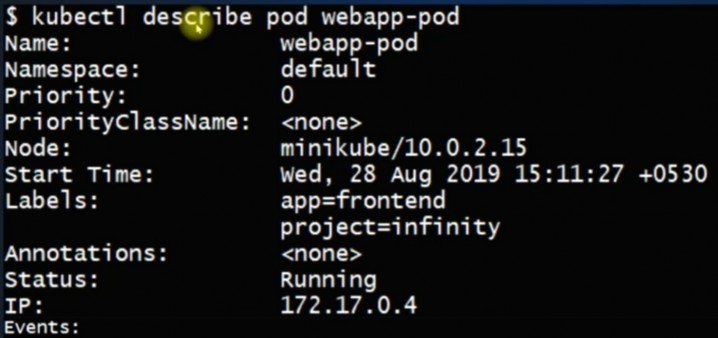 $ kubectl describe pod webapp-pod
Name: webapp-pod
Namespace: default
Priority: 0
PriorityClassName: <none>
Node: minikube/10.0.2.15
Start Time: Wed, 28 Aug 2019 15:11:27 +0530
Labels: app=frontend
project=infinity
Annotations: <none>
Status: Running
IP: 172.17.0.4
Events: